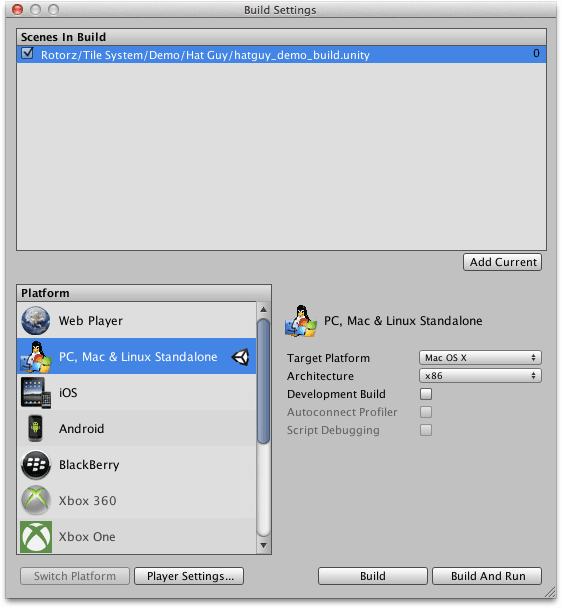 Build Settings
Scenes In Build
Rotorz/Tile System/Demo/Hat Guy/hatguy_demo_build.unity 0
Add Current
Platform
Web Player
PC, Mac & Linux Standalone
iOS
Android
BlackBerry
Xbox 360
Xbox One
PC, Mac & Linux Standalone
Target Platform Mac OS X
Architecture x86
Development Build
Autoconnect Profiler
Script Debugging
Switch Platform Player Settings... Build Build And Run